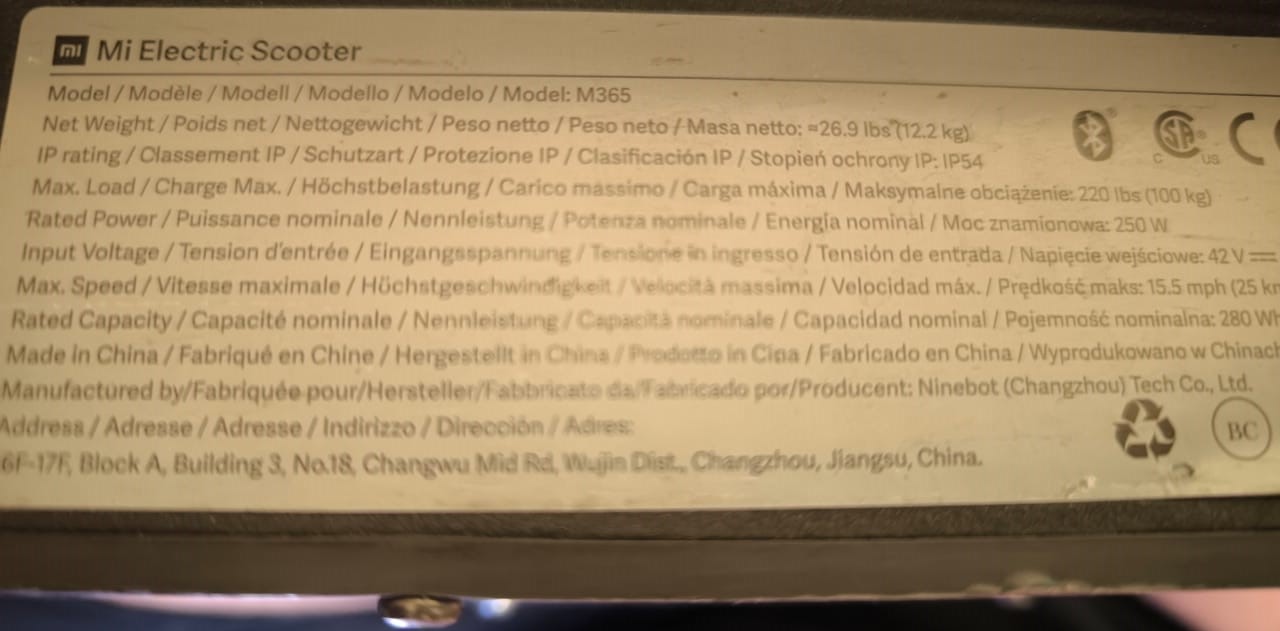 mi Mi Electric Scooter
Model / Modèle / Modell / Modello / Modelo / Model: M365
Net Weight / Poids net / Nettogewicht / Peso netto / Peso neto / Masa netto: ≈26.9 lbs (12.2 kg)
IP rating / Classement IP / Schutzart / Protezione IP / Clasificación IP / Stopień ochrony IP: IP54
Max. Load / Charge Max. / Höchstbelastung / Carico massimo / Carga máxima / Maksymalne obciążenie: 220 lbs (100 kg)
Rated Power / Puissance nominale / Nennleistung / Potenza nominale / Energía nominal / Moc znamionowa: 250 W
Input Voltage / Tension d'entrée / Eingangsspannung / Tensione in ingresso / Tensión de entrada / Napięcie wejściowe: 42 V ⎓
Max. Speed / Vitesse maximale / Höchstgeschwindigkeit / Velocità massima / Velocidad máx. / Prędkość maks: 15.5 mph (25 km
Rated Capacity / Capacité nominale / Nennleistung / Capacità nominale / Capacidad nominal / Pojemność nominalna: 280 Wh
Made in China / Fabriqué en Chine / Hergestellt in China / Prodotto in Cina / Fabricado en China / Wyprodukowano w Chinach
Manufactured by/Fabriquée pour/Hersteller/Fabbricato da/Fabricado por/Producent: Ninebot (Changzhou) Tech Co., Ltd.
Address / Adresse / Adresse / Indirizzo / Dirección / Adres:
6F-17F, Block A, Building 3, No.18, Changwu Mid Rd, Wujin Dist., Changzhou, Jiangsu, China.
C SP® US
CE
BC